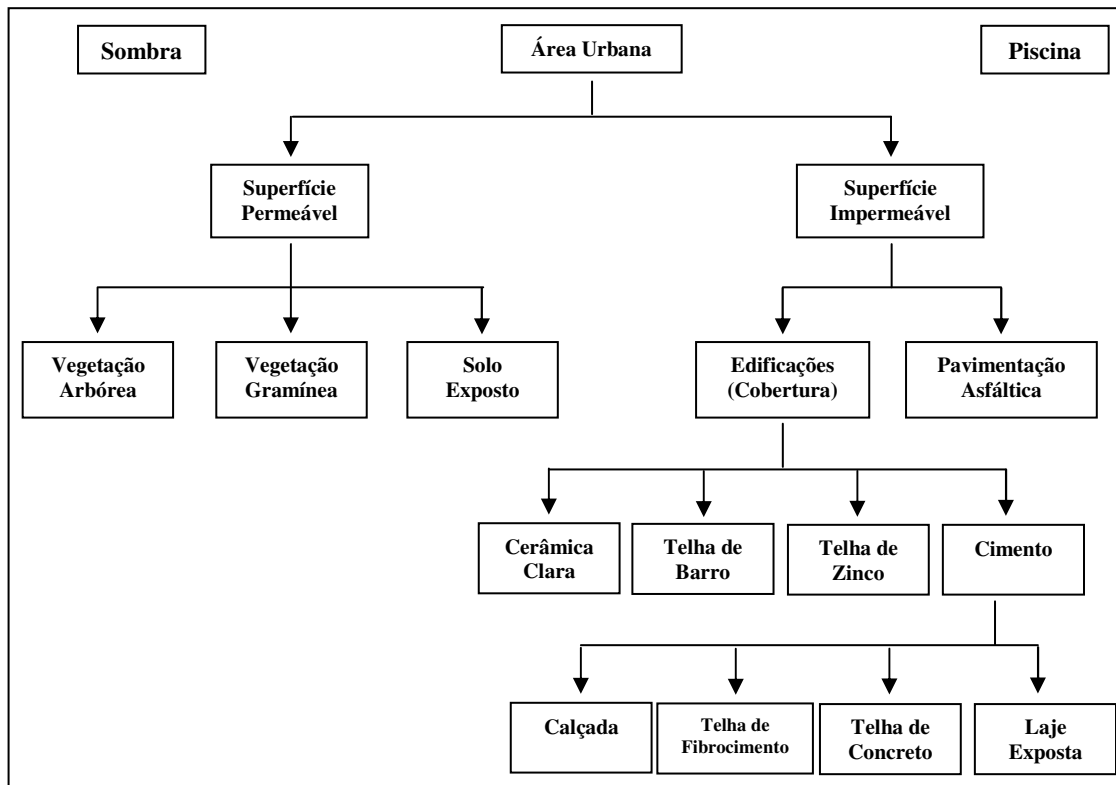 Sombra
Área Urbana
Piscina
Superfície
Permeável
Superfície
Impermeável
Vegetação
Arbórea
Vegetação
Gramínea
Solo
Exposto
Edificações
(Cobertura)
Pavimentação
Asfáltica
Cerâmica
Clara
Telha de
Barro
Telha de
Zinco
Cimento
Calçada
Telha de
Fibrocimento
Telha de
Concreto
Laje
Exposta